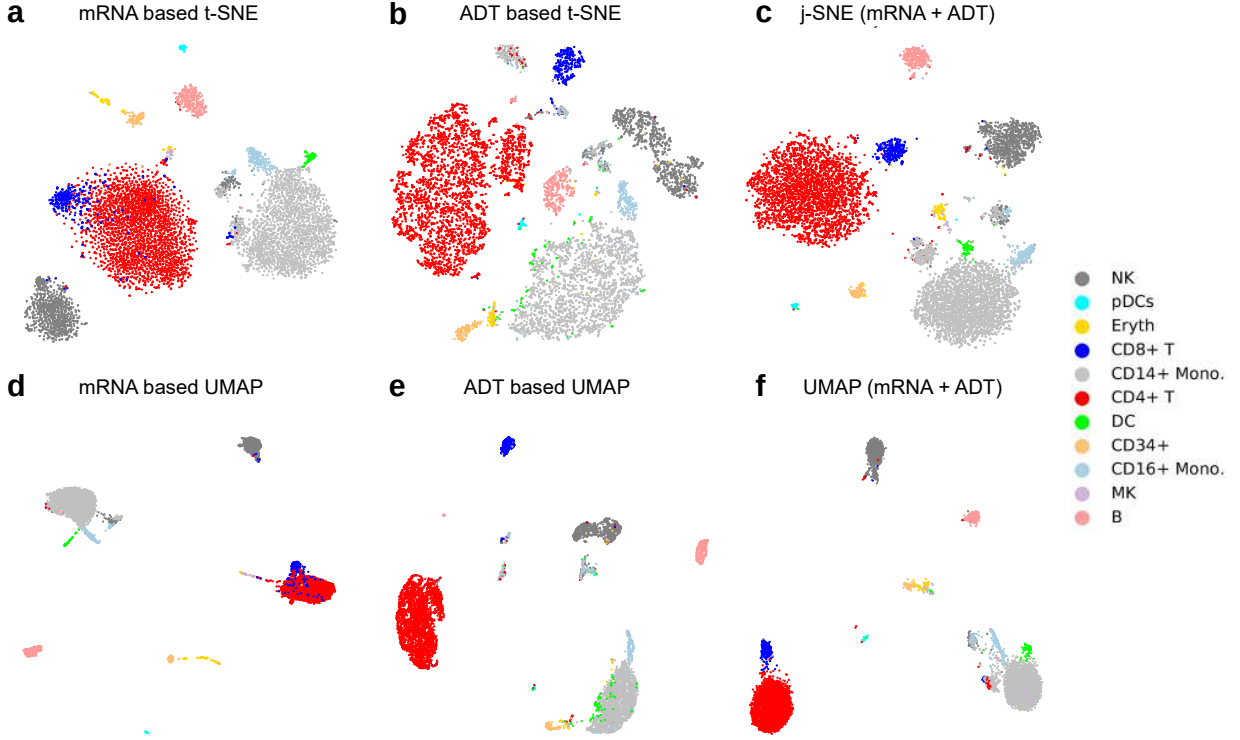 a mRNA based t-SNE
b ADT based t-SNE
c j-SNE (mRNA + ADT)
NK
pDCs
Eryth
CD8+ T
CD14+ Mono.
CD4+ T
DC
CD34+
CD16+ Mono.
MK
B
d mRNA based UMAP
e ADT based UMAP
f UMAP (mRNA + ADT)